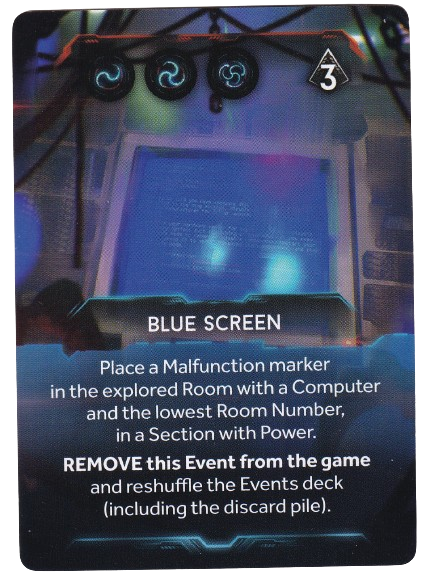 3
BLUE SCREEN
Place a Malfunction marker
in the explored Room with a Computer
and the lowest Room Number,
in a Section with Power.
REMOVE this Event from the game
and reshuffle the Events deck
(including the discard pile).